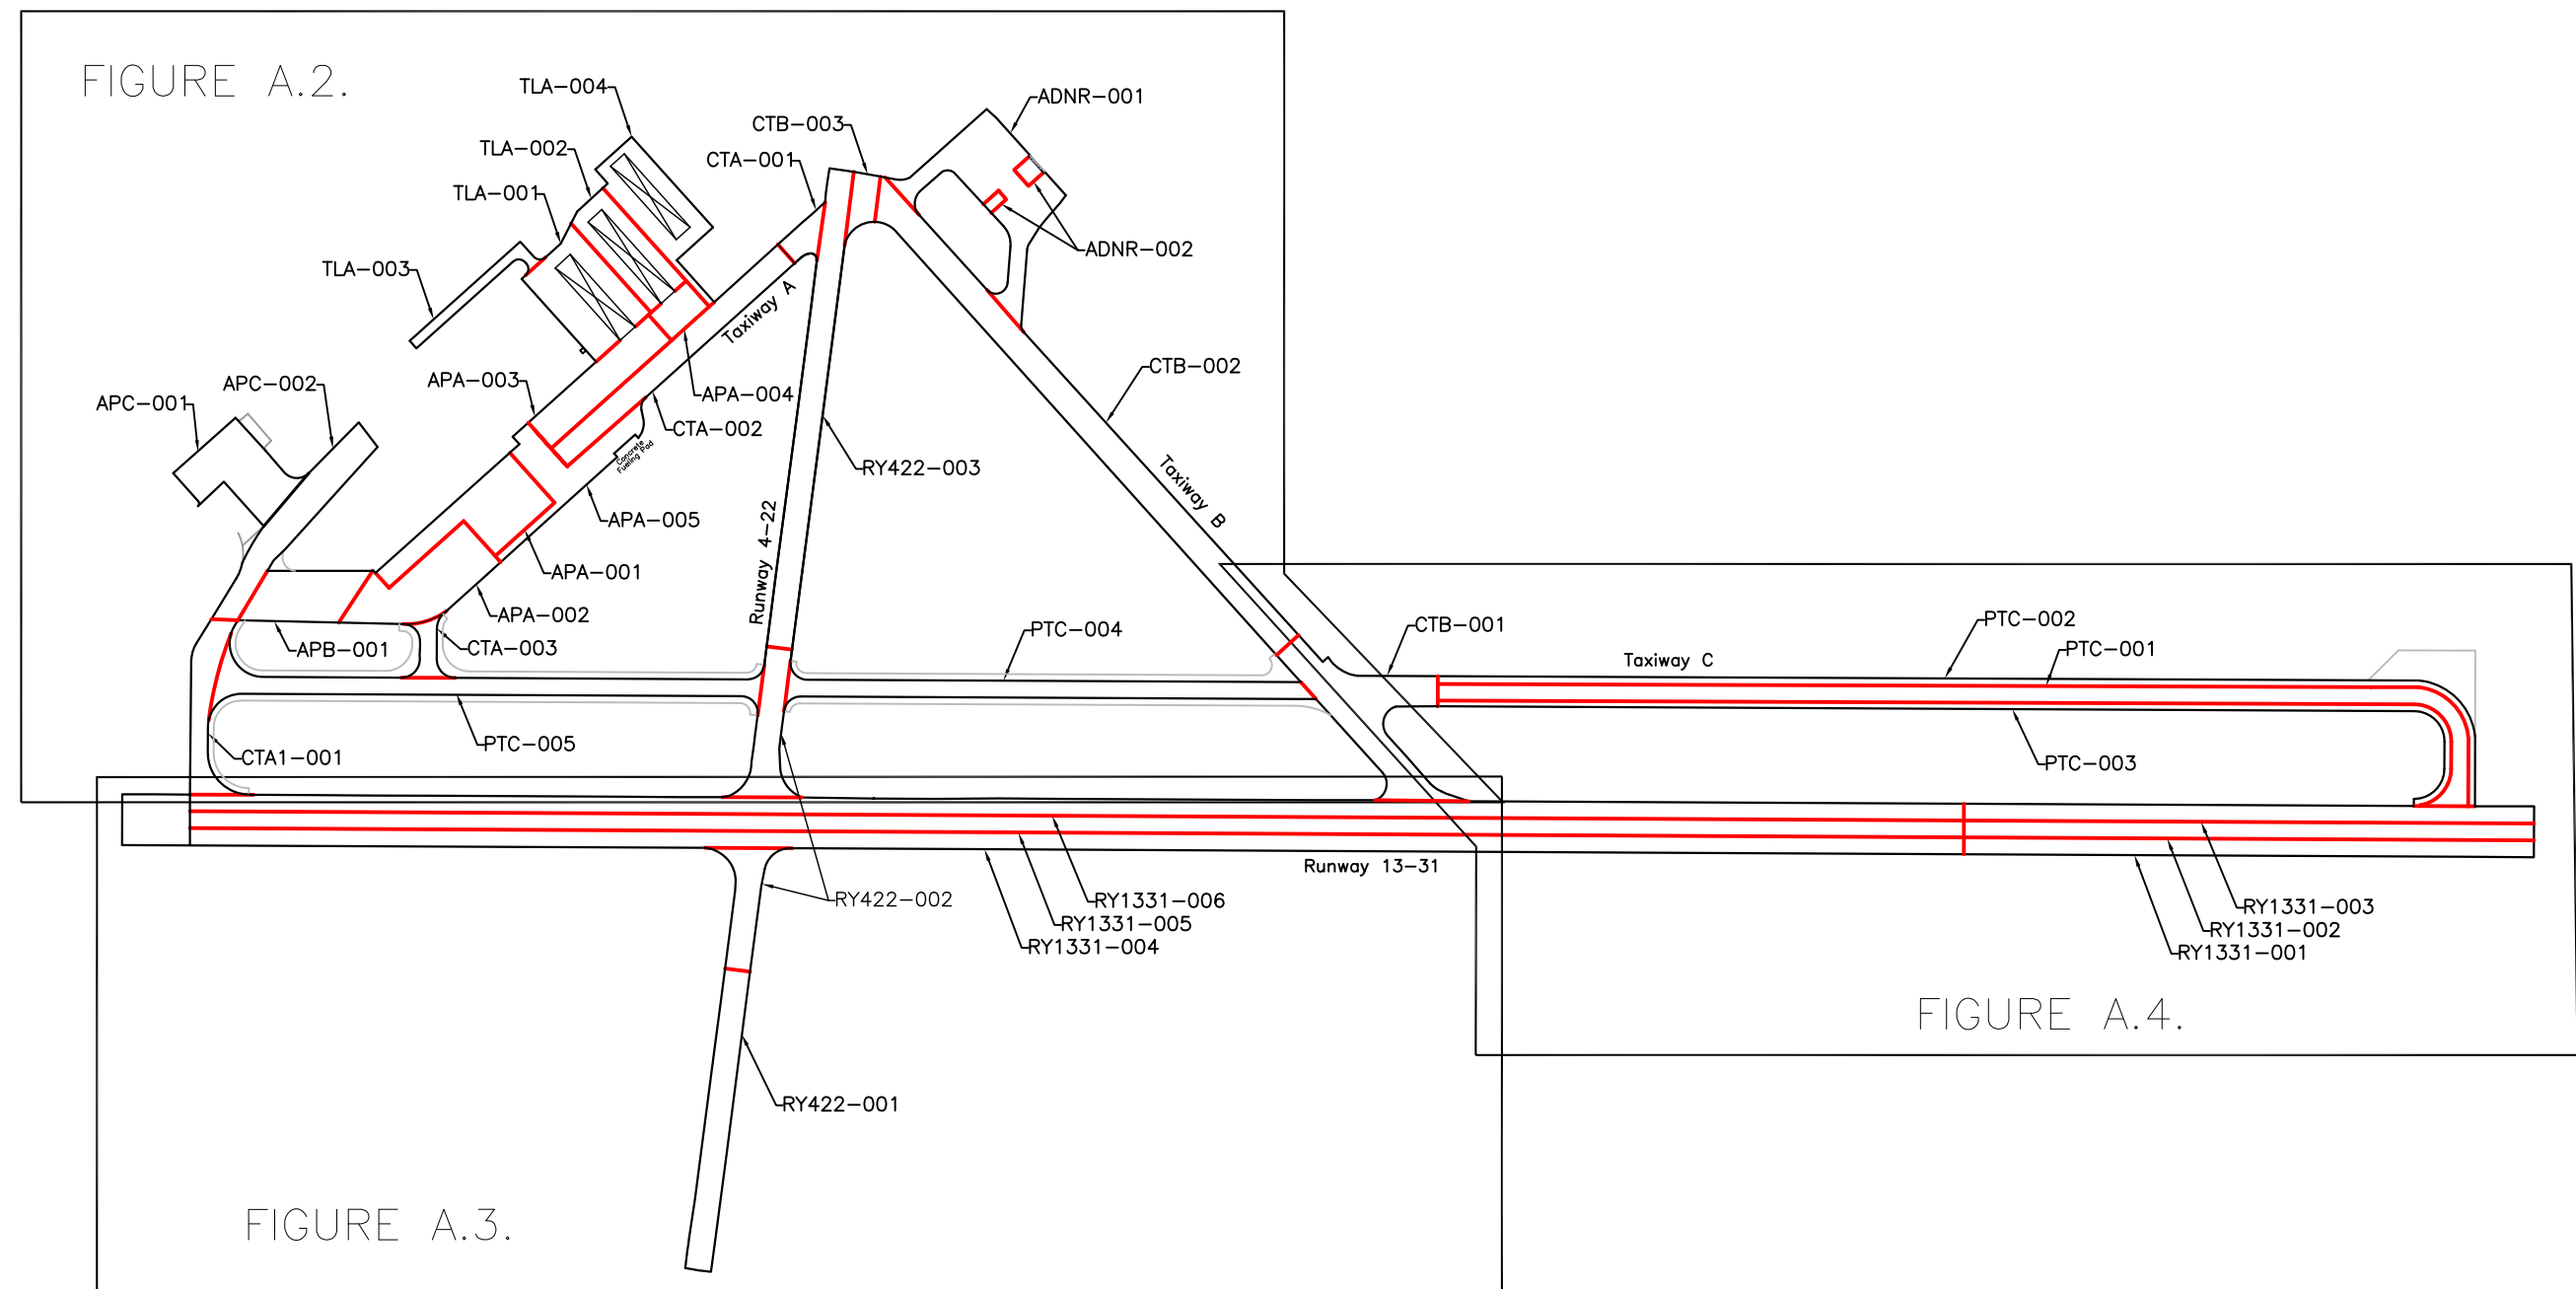 FIGURE A.2.
TLA-004
ADNR-001
CTB-003
TLA-002
CTA-001
TLA-001
ADNR-002
TLA-003
Taxiway A
CTB-002
APA-003
APC-002
APA-004
APC-001
CTA-002
Concrete
Fueling Pad
RY422-003
Taxiway B
APA-005
Runway 4-22
APA-001
APA-002
CTB-001
PTC-002
PTC-004
CTA-003
APB-001
PTC-001
Taxiway C
PTC-005
CTA1-001
PTC-003
Runway 13-31
RY422-002
RY1331-006
RY1331-005
RY1331-004
RY1331-003
RY1331-002
RY1331-001
FIGURE A.4.
RY422-001
FIGURE A.3.